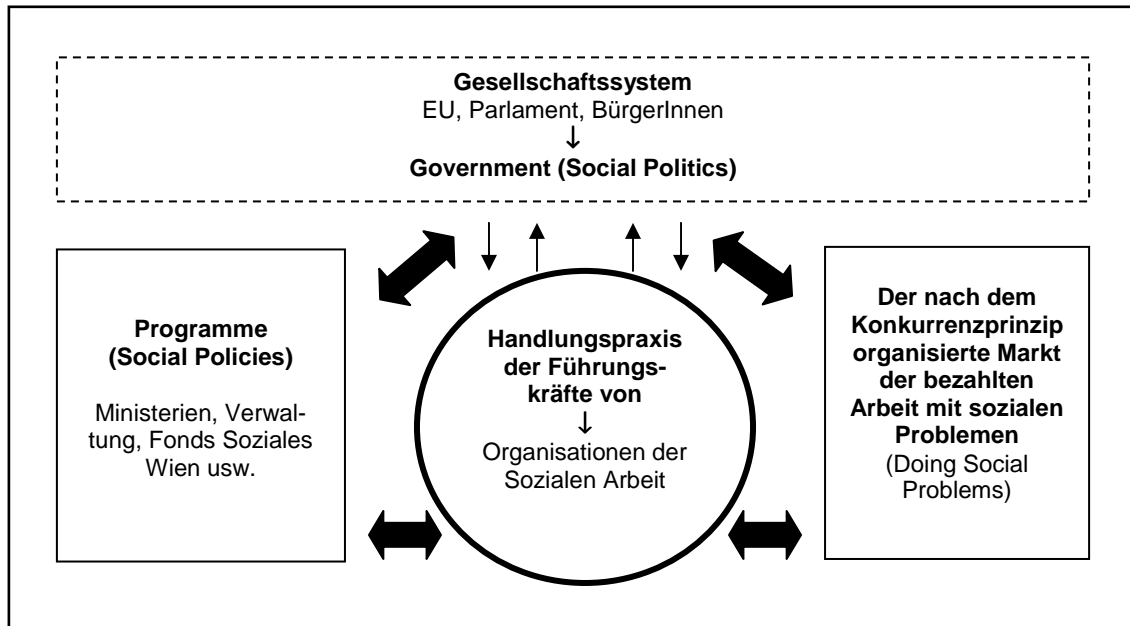 Gesellschaftssystem
EU, Parlament, BürgerInnen
↓
Government (Social Politics)
Programme
(Social Policies)
Ministerien, Verwal-
tung, Fonds Soziales
Wien usw.
Handlungspraxis
der Führungs-
kräfte von
↓
Organisationen der
Sozialen Arbeit
Der nach dem
Konkurrenzprinzip
organisierte Markt
der bezahlten
Arbeit mit sozialen
Problemen
(Doing Social
Problems)